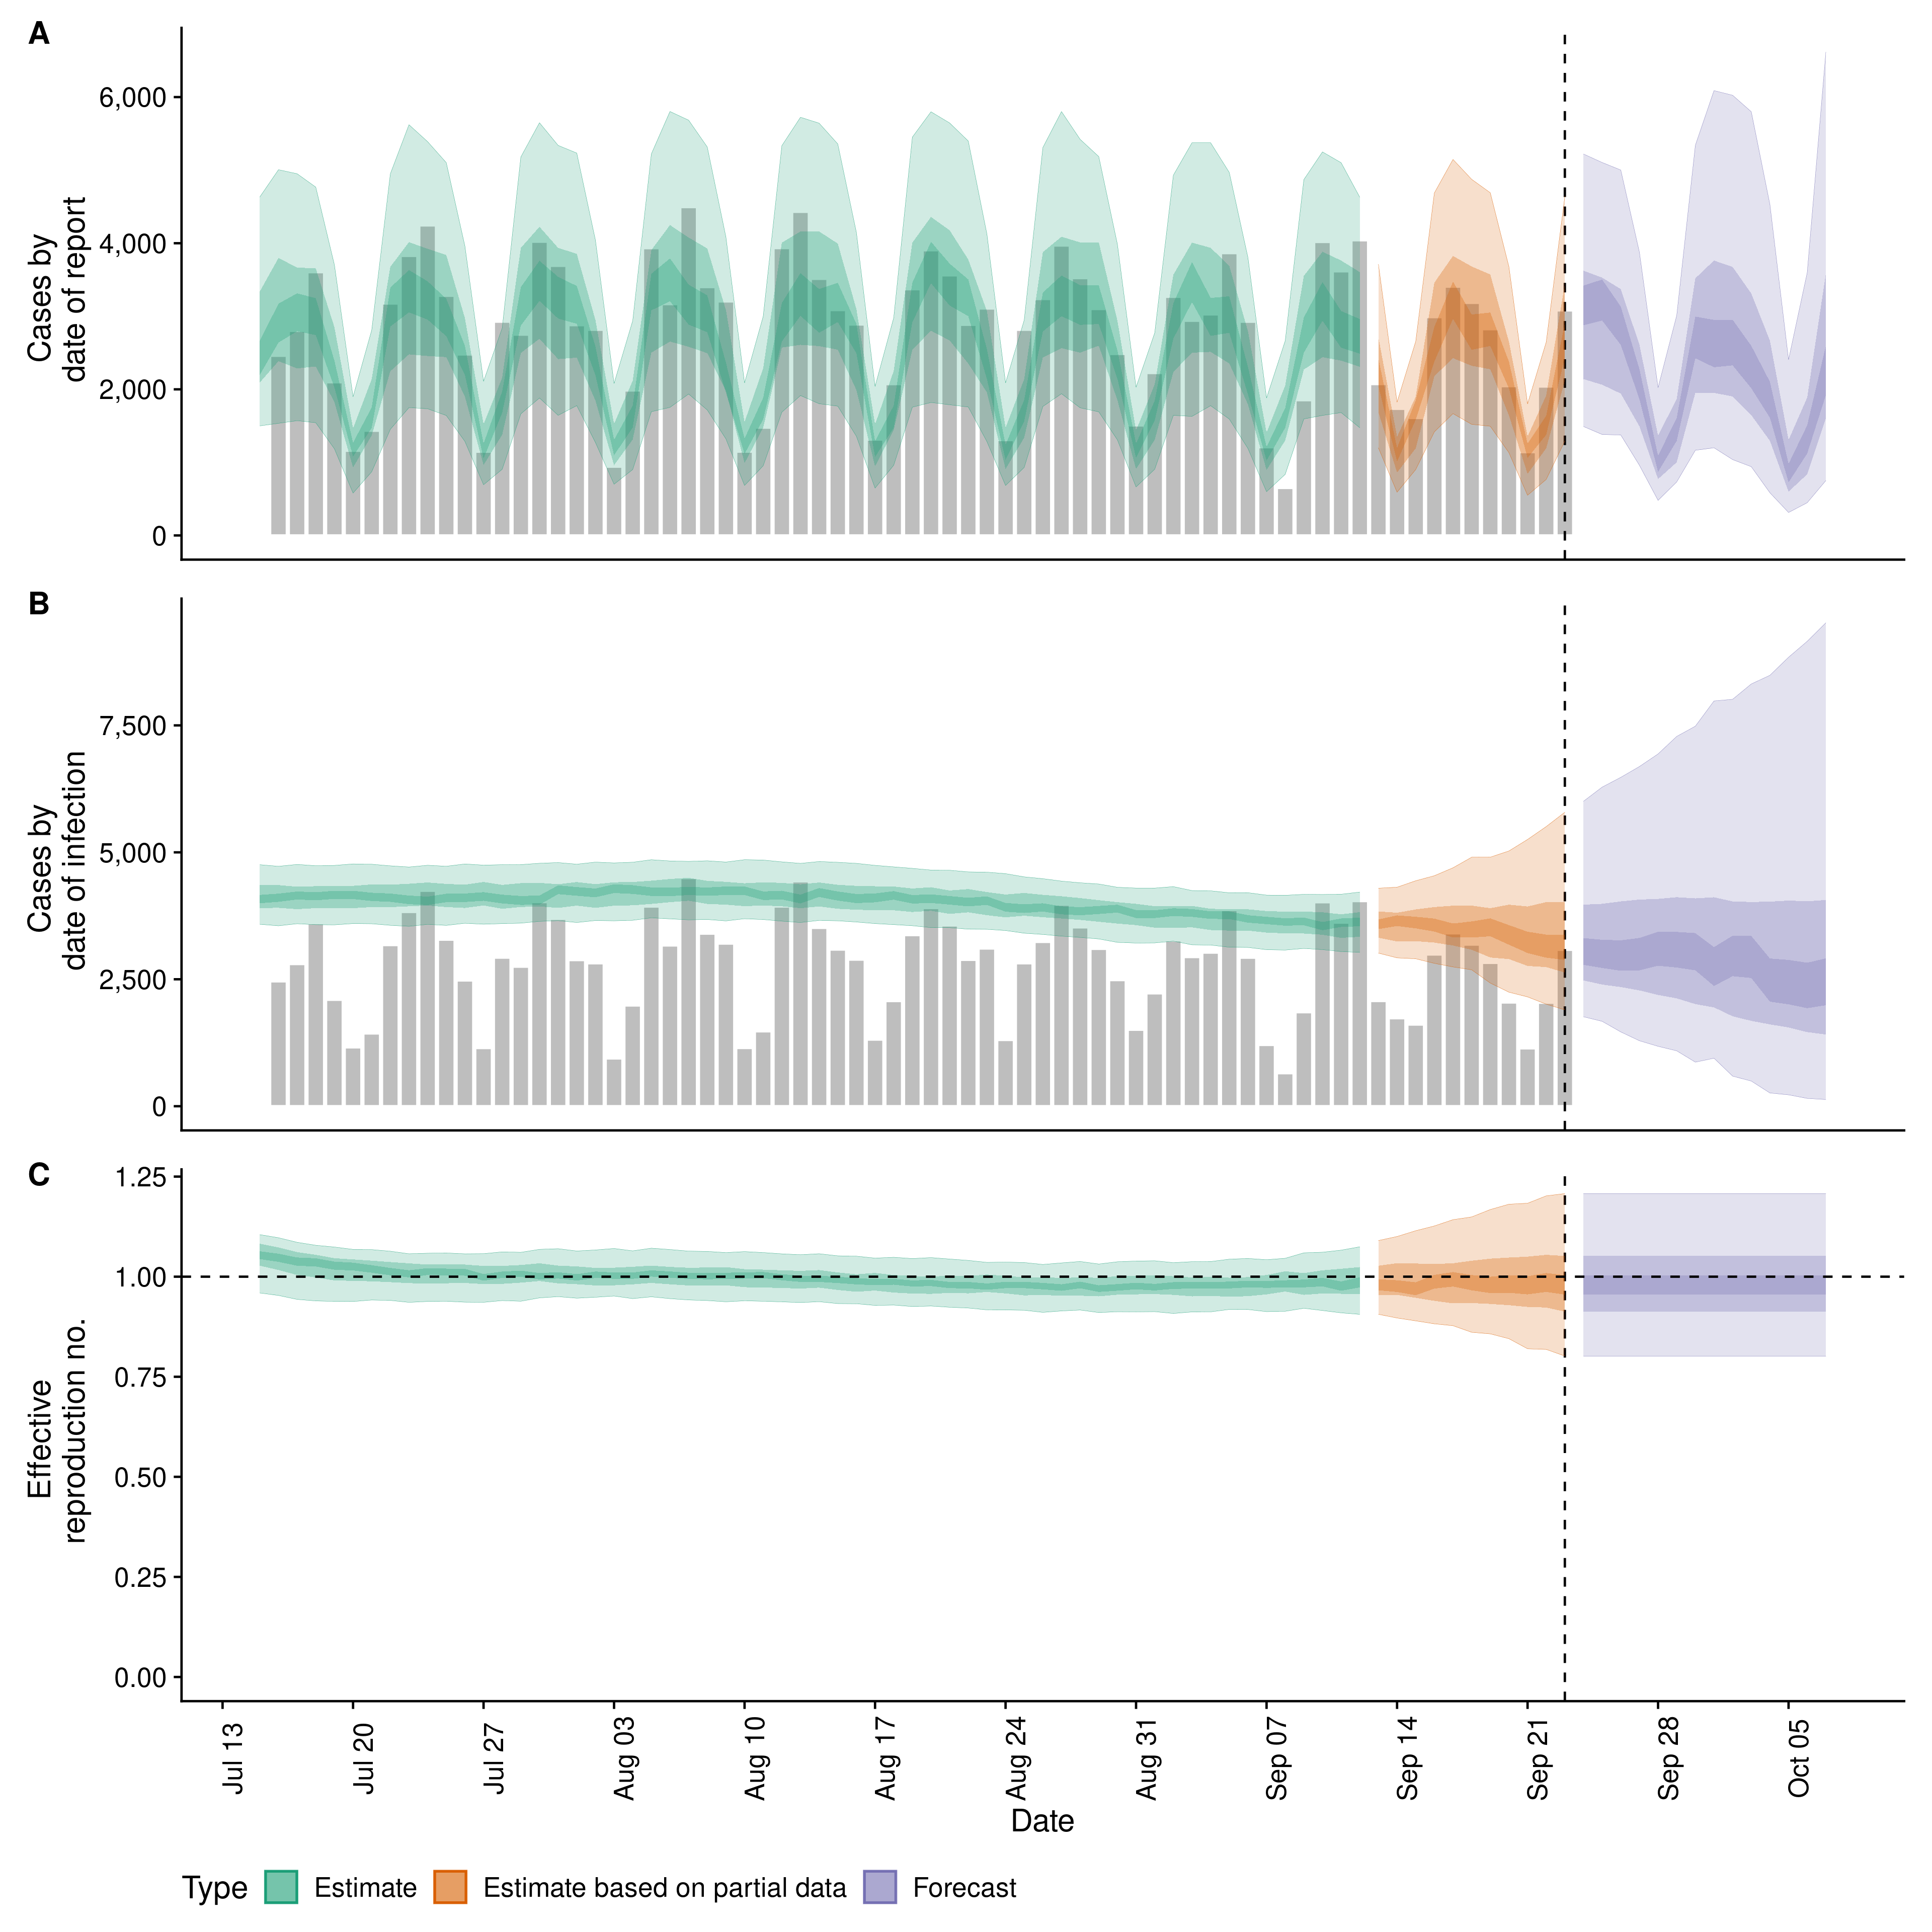 A
Cases by
date of report
6,000
4,000
2,000
0
B
Cases by
date of infection
7,500
5,000
2,500
0
C
Effective
reproduction no.
1.25
1.00
0.75
0.50
0.25
0.00
Jul 13
Jul 20
Jul 27
Aug 03
Aug 10
Aug 17
Aug 24
Aug 31
Sep 07
Sep 14
Sep 21
Sep 28
Oct 05
Date
Type
Estimate
Estimate based on partial data
Forecast